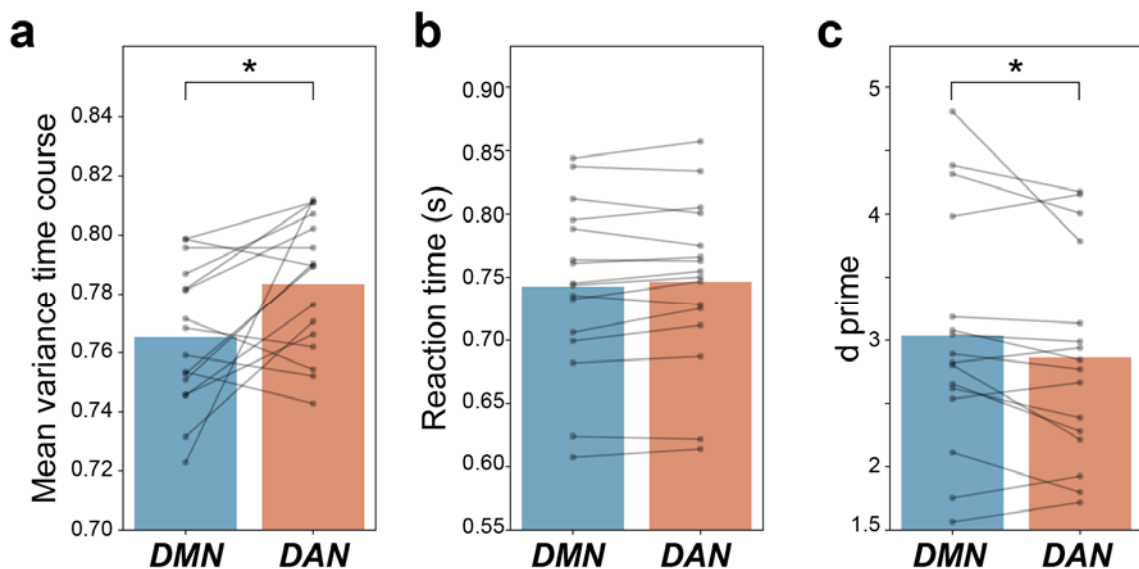 a
*
Mean variance time course
0.84
0.82
0.80
0.78
0.76
0.74
0.72
0.70
DMN DAN
b
Reaction time (s)
0.90
0.85
0.80
0.75
0.70
0.65
0.60
0.55
DMN DAN
c
*
d prime
5
4
3
2
1.5
DMN DAN